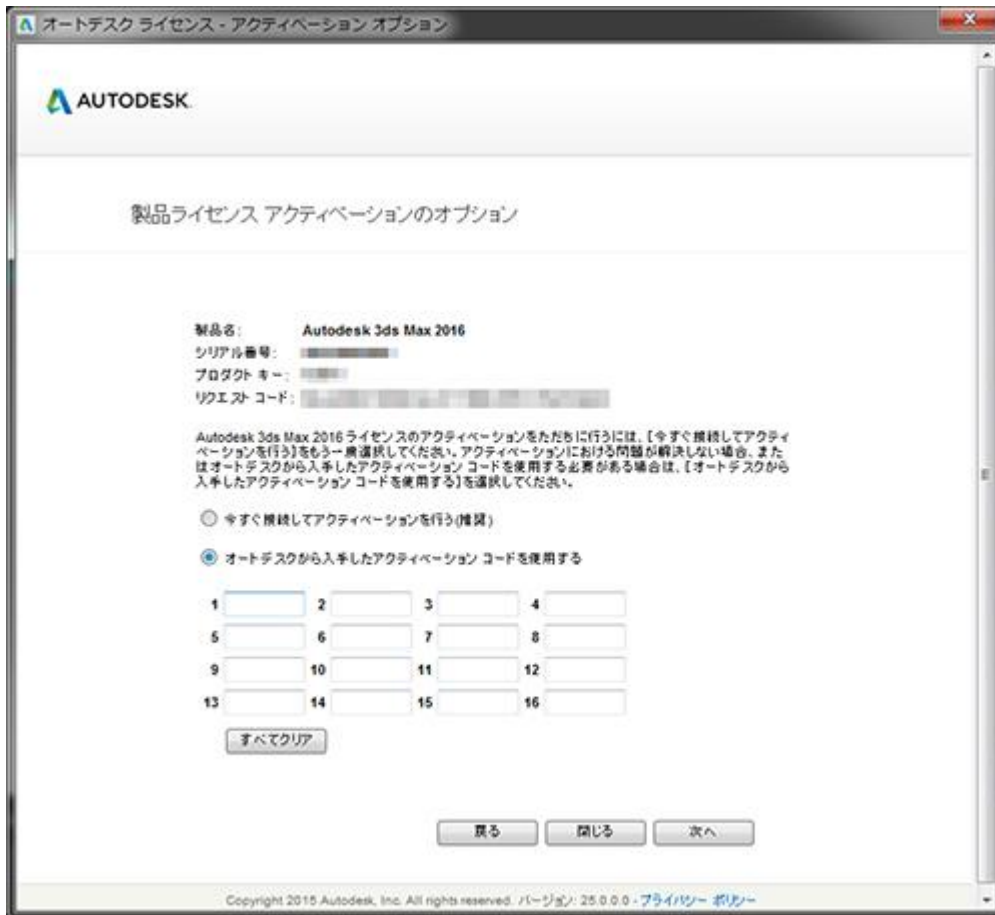 オートデスク ライセンス - アクティベーション オプション
AUTODESK.
製品ライセンス アクティベーションのオプション
製品名: Autodesk 3ds Max 2016
シリアル番号:
プロダクト キー:
リクエスト コード:
Autodesk 3ds Max 2016 ライセンスのアクティベーションをただちに行うには、[今すぐ接続してアクティ
ベーションを行う]をもう一度選択してください。アクティベーションにおける問題が解決しない場合、また
はオートデスクから入手したアクティベーション コードを使用する必要がある場合は、[オートデスクから
入手したアクティベーション コードを使用する]を選択してください。
今すぐ接続してアクティベーションを行う(推奨)
オートデスクから入手したアクティベーション コードを使用する
1 2 3 4
5 6 7 8
9 10 11 12
13 14 15 16
すべてクリア
戻る 閉じる 次へ
Copyright 2015 Autodesk, Inc. All rights reserved. バージョン: 25.0.0.0 - プライバシー ポリシー